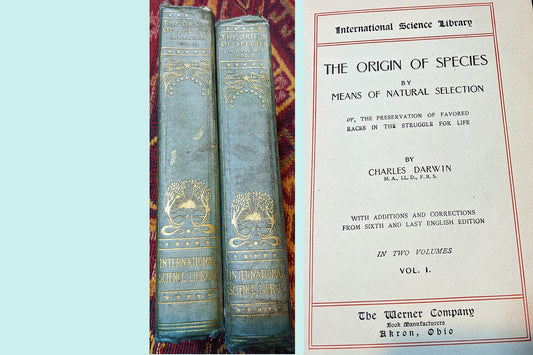 THE ORIGIN
OF SPECIES
THE ORIGIN
OF SPECIES
INTERNATIONAL
SCIENCE LIBRARY
INTERNATIONAL
SCIENCE LIBRARY
International Science Library
THE ORIGIN OF SPECIES
BY
MEANS OF NATURAL SELECTION
or, THE PRESERVATION OF FAVORED
RACES IN THE STRUGGLE FOR LIFE
BY
CHARLES DARWIN
M. A., LL. D., F. R. S.
WITH ADDITIONS AND CORRECTIONS
FROM SIXTH AND LAST ENGLISH EDITION
IN TWO VOLUMES
VOL. I.
The Werner Company
Book Manufacturers
Akron, Ohio